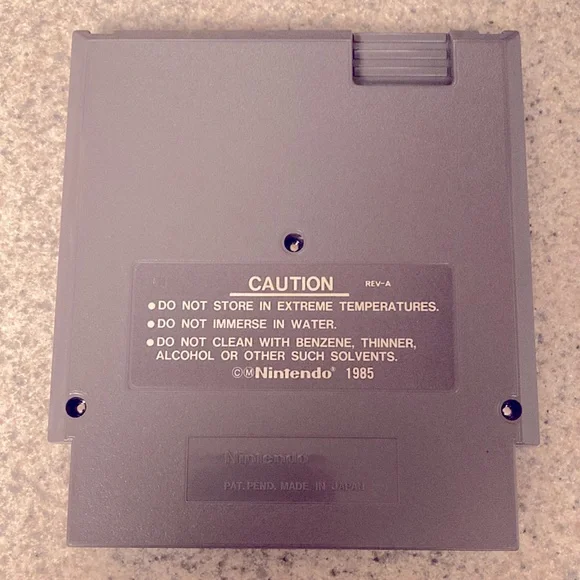 CAUTION REV-A
●DO NOT STORE IN EXTREME TEMPERATURES.
●DO NOT IMMERSE IN WATER.
●DO NOT CLEAN WITH BENZENE, THINNER,
ALCOHOL OR OTHER SUCH SOLVENTS.
©ⓂNintendo® 1985
Nintendo
PAT. PEND. MADE IN JAPAN